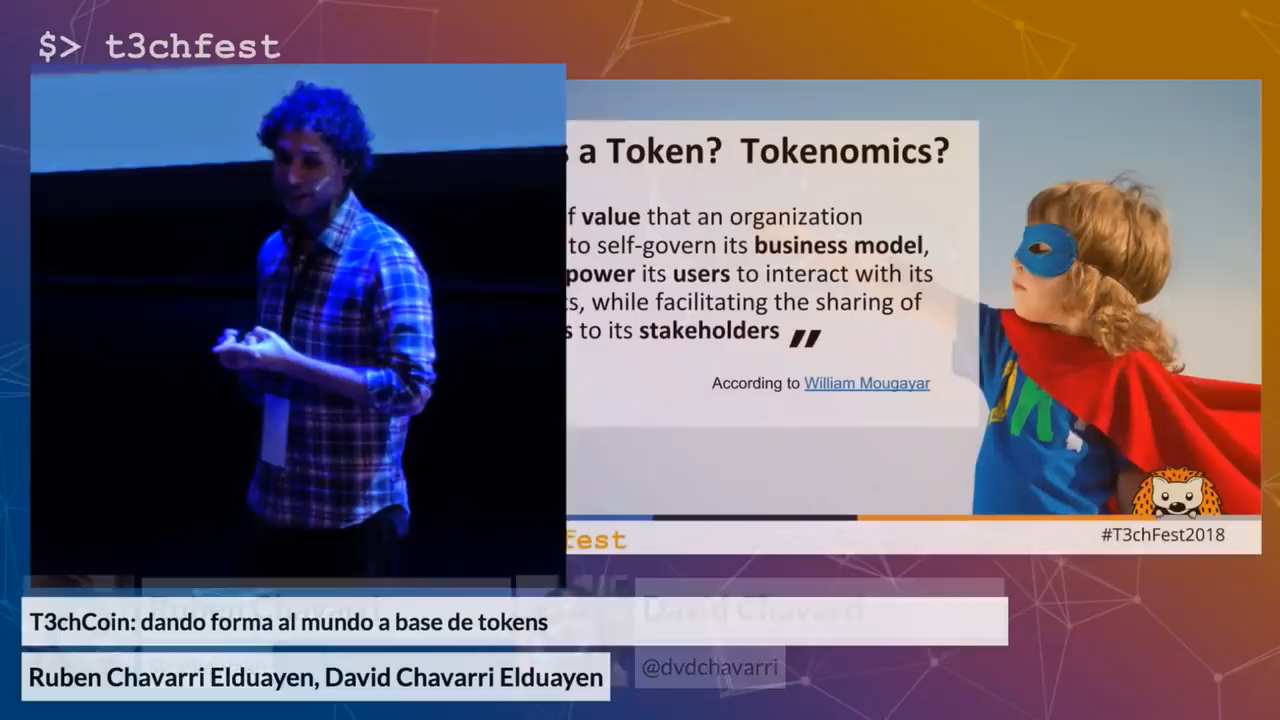 $> t3chfest
a Token? Tokenomics?
value that an organization
to self-govern its business model,
power its users to interact with its
while facilitating the sharing of
to its stakeholders ”
According to William Mougayar
fest
#T3chFest2018
David Chavarri
@dvdchavarri
T3chCoin: dando forma al mundo a base de tokens
Ruben Chavarri Elduayen, David Chavarri Elduayen